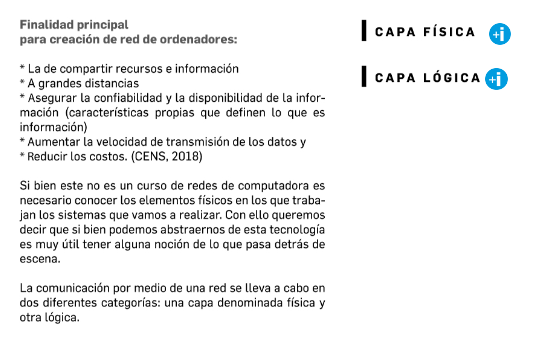 Finalidad principal
para creación de red de ordenadores:
* La de compartir recursos e información
* A grandes distancias
* Asegurar la confiabilidad y la disponibilidad de la infor-
mación (características propias que definen lo que es
información)
* Aumentar la velocidad de transmisión de los datos y
* Reducir los costos. (CENS, 2018)
Si bien este no es un curso de redes de computadora es
necesario conocer los elementos físicos en los que traba-
jan los sistemas que vamos a realizar. Con ello queremos
decir que si bien podemos abstraernos de esta tecnología
es muy útil tener alguna noción de lo que pasa detrás de
escena.
La comunicación por medio de una red se lleva a cabo en
dos diferentes categorías: una capa denominada física y
otra lógica.
CAPA FÍSICA +i
CAPA LÓGICA +i